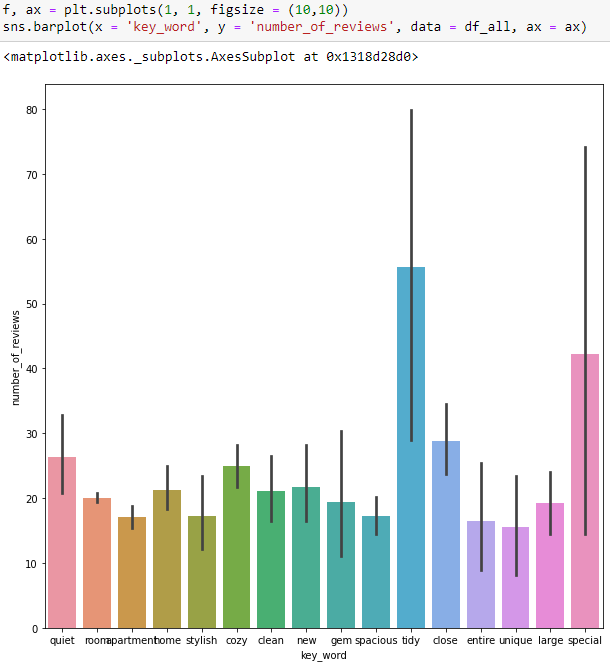 f, ax = plt.subplots(1, 1, figsize = (10,10))
sns.barplot(x = 'key_word', y = 'number_of_reviews', data = df_all, ax = ax)
<matplotlib.axes._subplots.AxesSubplot at 0x1318d28d0>
80
70
60
50
40
30
20
10
0
number_of_reviews
quiet room apartment home stylish cozy clean new gem spacious tidy close entire unique large special
key_word